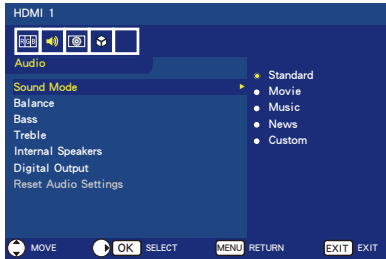 HDMI 1
RGB
Audio
Sound Mode
Balance
Bass
Treble
Internal Speakers
Digital Output
Reset Audio Settings
Standard
Movie
Music
News
Custom
MOVE OK SELECT MENU RETURN EXIT EXIT